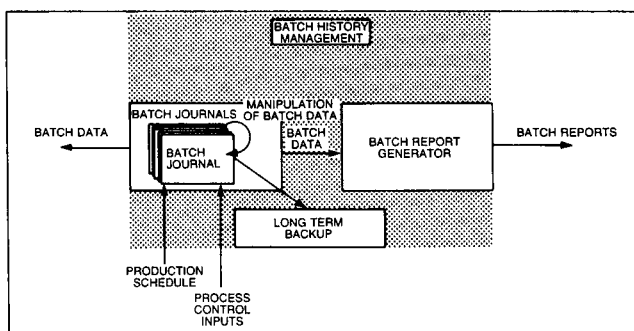 BATCH HISTORY
MANAGEMENT
BATCH JOURNALS
MANIPULATION
OF BATCH DATA
BATCH DATA
BATCH
JOURNAL
BATCH
DATA
BATCH REPORT
GENERATOR
BATCH REPORTS
LONG TERM
BACKUP
PRODUCTION
SCHEDULE
PROCESS
CONTROL
INPUTS